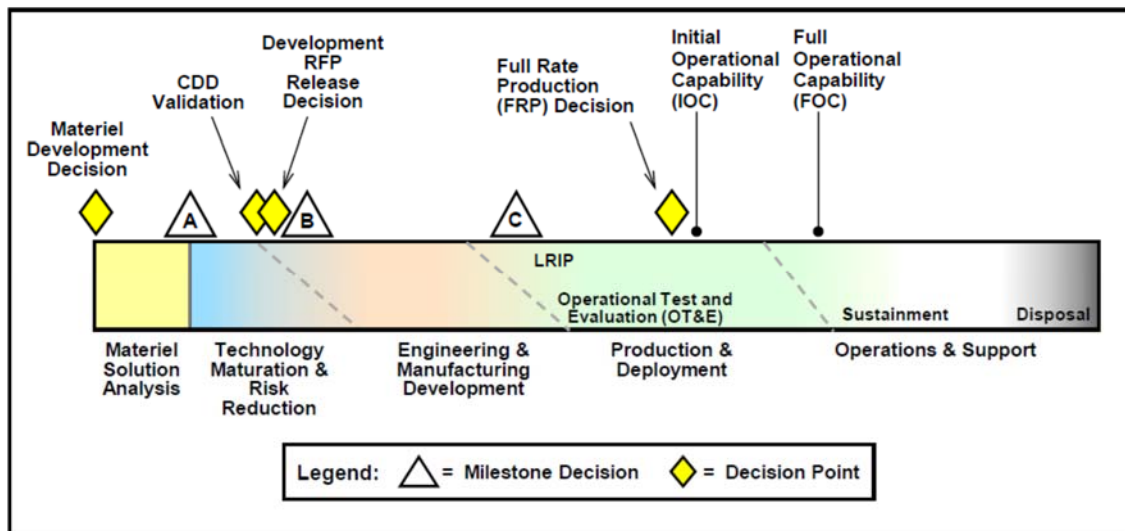 Materiel
Development
Decision
CDD
Validation
Development
RFP
Release
Decision
Full Rate
Production
(FRP) Decision
Initial
Operational
Capability
(IOC)
Full
Operational
Capability
(FOC)
A
B
C
LRIP
Operational Test and
Evaluation (OT&E)
Sustainment
Disposal
Materiel
Solution
Analysis
Technology
Maturation &
Risk
Reduction
Engineering &
Manufacturing
Development
Production &
Deployment
Operations & Support
Legend: = Milestone Decision = Decision Point